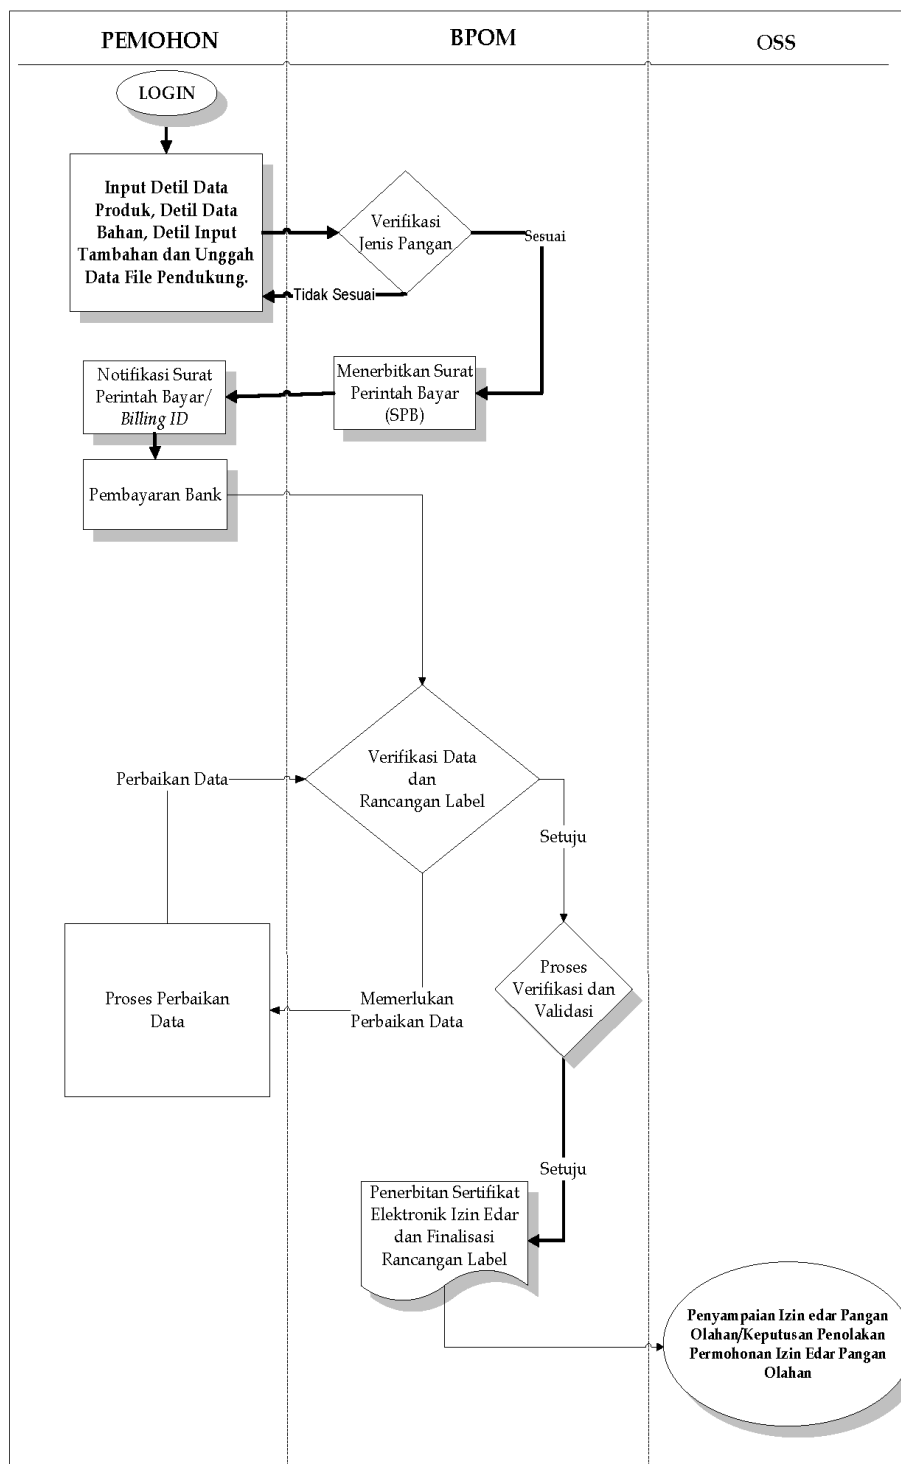 PEMOHON
BPOM
OSS
LOGIN
Input Detil Data
Produk, Detil Data
Bahan, Detil Input
Tambahan dan Unggah
Data File Pendukung.
Verifikasi
Jenis Pangan
Sesuai
Tidak Sesuai
Menerbitkan Surat
Perintah Bayar
(SPB)
Notifikasi Surat
Perintah Bayar/
Billing ID
Pembayaran Bank
Verifikasi Data
dan
Rancangan Label
Perbaikan Data
Setuju
Proses Perbaikan
Data
Memerlukan
Perbaikan Data
Proses
Verifikasi dan
Validasi
Setuju
Penerbitan Sertifikat
Elektronik Izin Edar
dan Finalisasi
Rancangan Label
Penyampaian Izin edar Pangan
Olahan/Keputusan Penolakan
Permohonan Izin Edar Pangan
Olahan